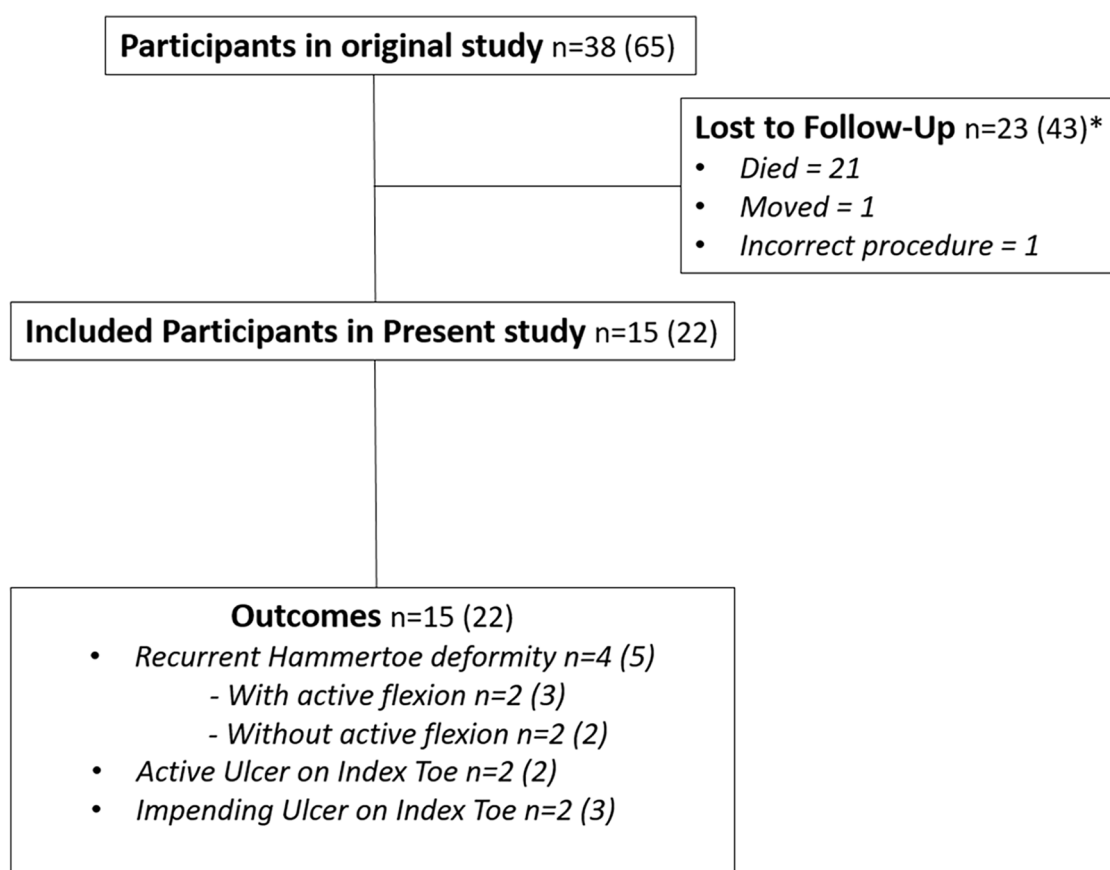 Participants in original study n=38 (65)
Lost to Follow-Up n=23 (43)*
• Died = 21
• Moved = 1
• Incorrect procedure = 1
Included Participants in Present study n=15 (22)
Outcomes n=15 (22)
• Recurrent Hammertoe deformity n=4 (5)
- With active flexion n=2 (3)
- Without active flexion n=2 (2)
• Active Ulcer on Index Toe n=2 (2)
• Impending Ulcer on Index Toe n=2 (3)